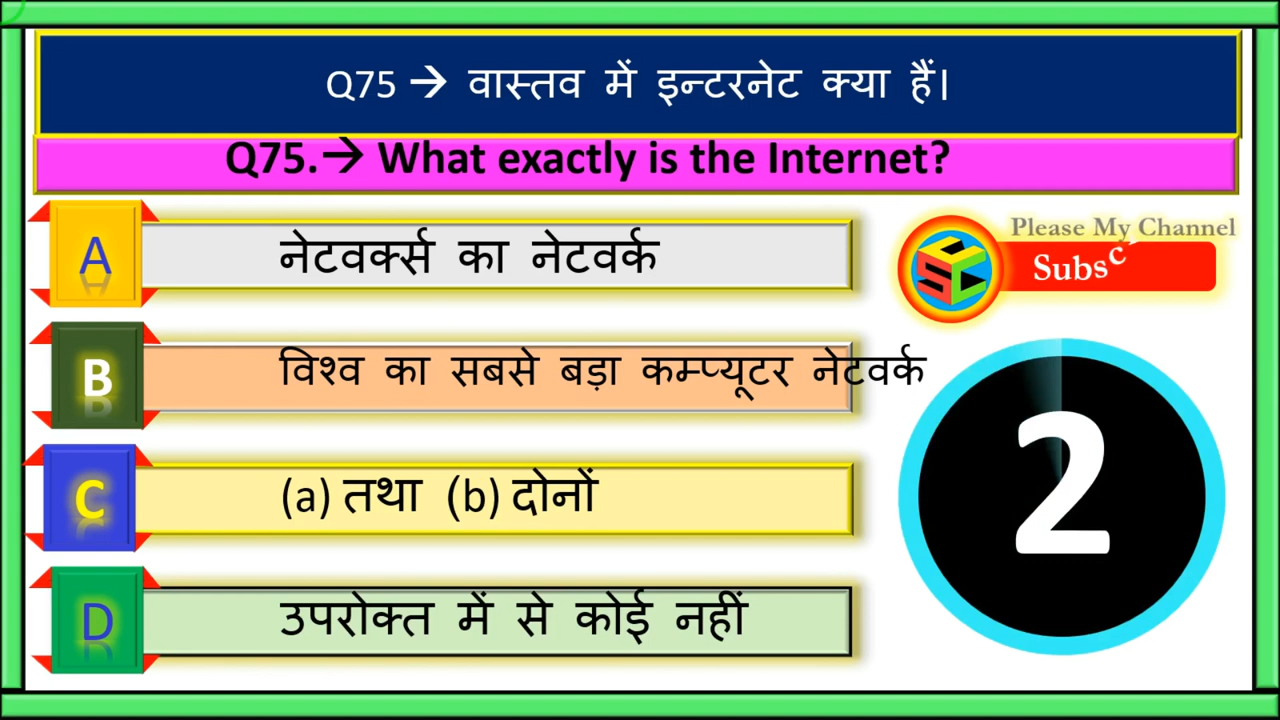 Q75 → वास्तव में इन्टरनेट क्या हैं।
Q75.→ What exactly is the Internet?
A नेटवर्क्स का नेटवर्क
Please My Channel
Subsc
B विश्व का सबसे बड़ा कम्प्यूटर नेटवर्क
C (a) तथा (b) दोनों
2
D उपरोक्त में से कोई नहीं